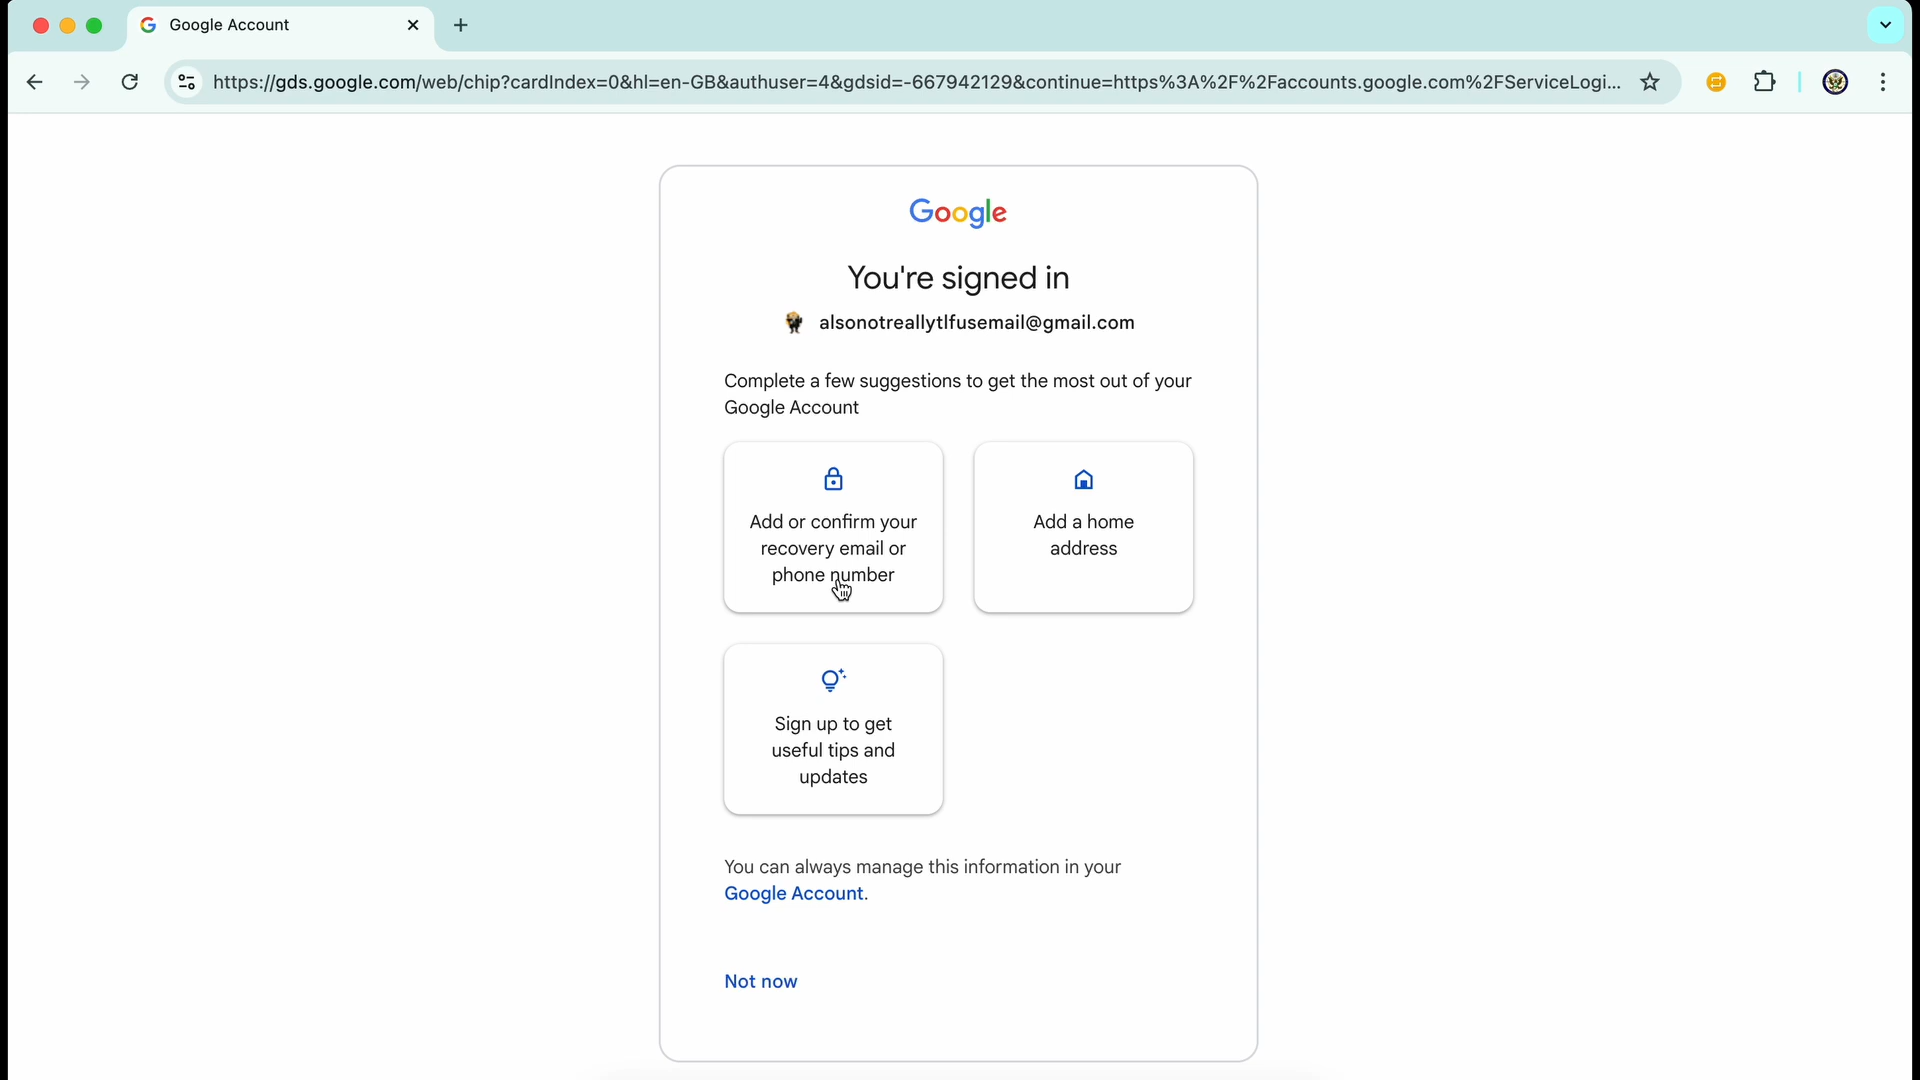 Google Account
https://gds.google.com/web/chip?cardIndex=0&hl=en-GB&authuser=4&gdsid=-667942129&continue=https%3A%2F%2Faccounts.google.com%2FServiceLogi...
Google
You're signed in
alsonotreallytlfusemail@gmail.com
Complete a few suggestions to get the most out of your
Google Account
Add or confirm your
recovery email or
phone number
Add a home
address
Sign up to get
useful tips and
updates
You can always manage this information in your
Google Account.
Not now